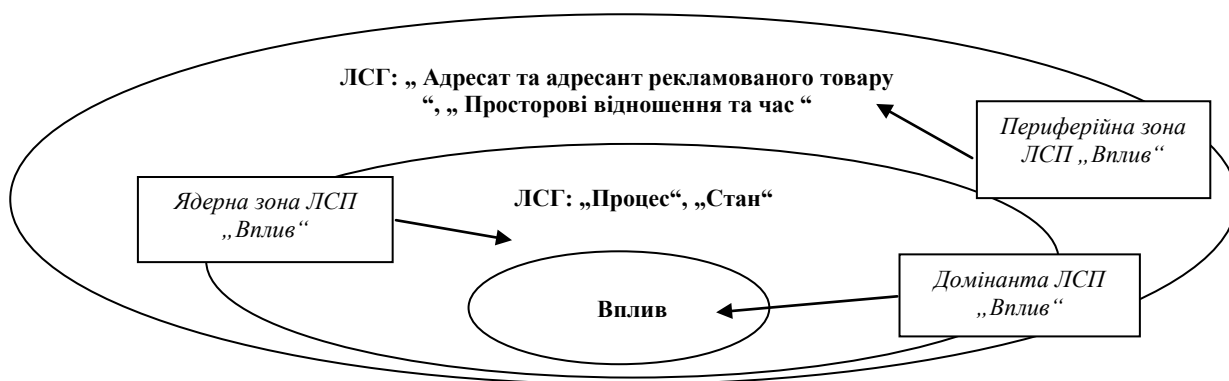 ЛСГ: „ Адресат та адресант рекламованого товару
“, „ Просторові відношення та час “
Периферійна зона
ЛСП „Вплив“
Ядерна зона ЛСП
„Вплив“
ЛСГ: „Процес“, „Стан“
Домінанта ЛСП
„Вплив“
Вплив